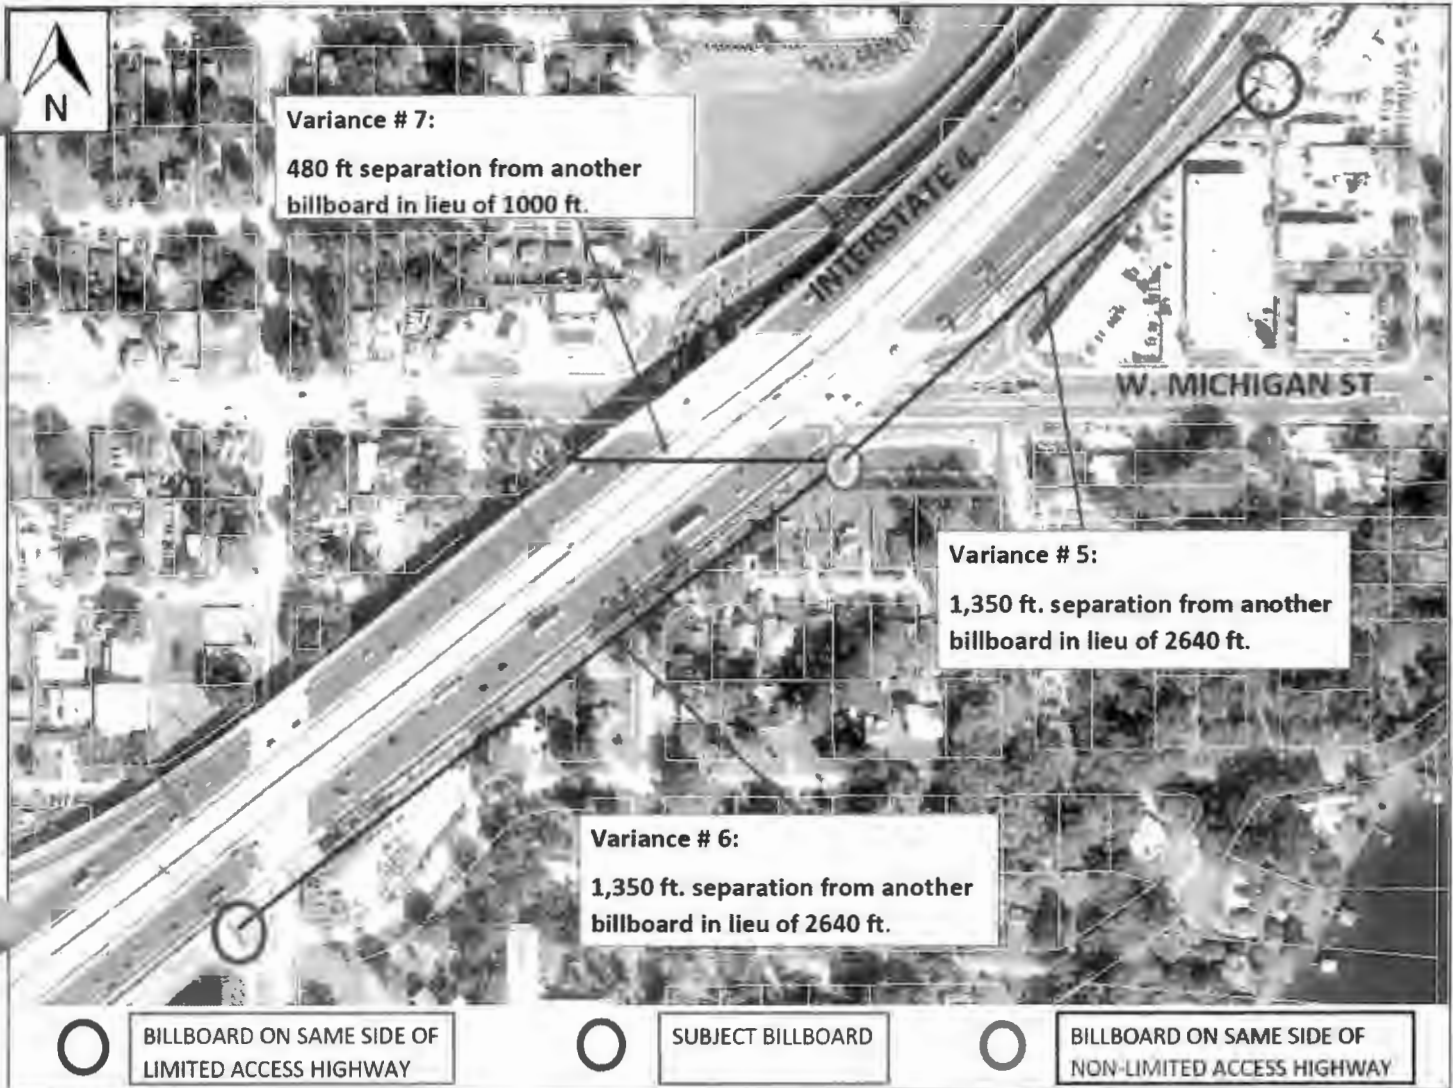 N
Variance # 7:
480 ft separation from another
billboard in lieu of 1000 ft.
INTERSTATE 4
W. MICHIGAN ST
Variance # 5:
1,350 ft. separation from another
billboard in lieu of 2640 ft.
Variance # 6:
1,350 ft. separation from another
billboard in lieu of 2640 ft.
BILLBOARD ON SAME SIDE OF
LIMITED ACCESS HIGHWAY
SUBJECT BILLBOARD
BILLBOARD ON SAME SIDE OF
NON-LIMITED ACCESS HIGHWAY